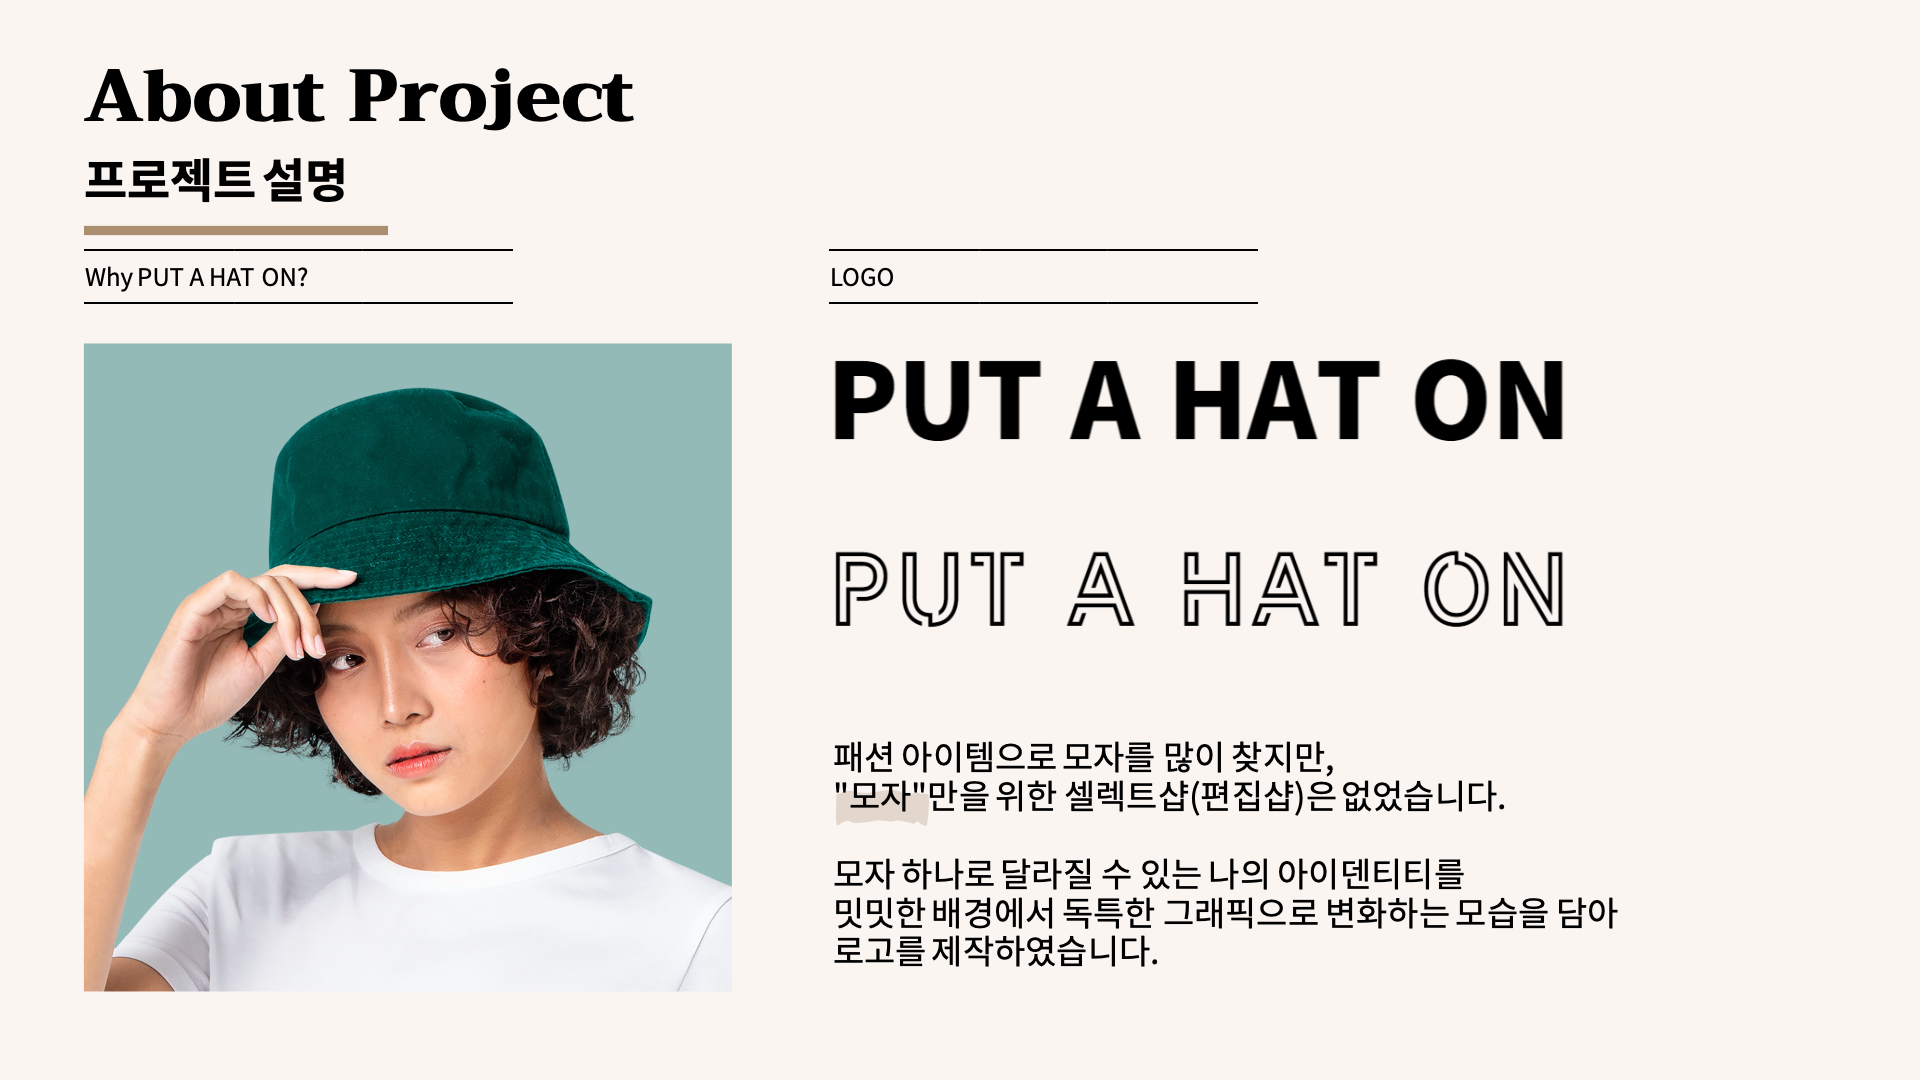 About Project
프로젝트 설명
Why PUT A HAT ON?
LOGO
PUT A HAT ON
PUT A HAT ON
패션 아이템으로 모자를 많이 찾지만,
"모자"만을 위한 셀렉트샵(편집샵)은 없었습니다.
모자 하나로 달라질 수 있는 나의 아이덴티티를
밋밋한 배경에서 독특한 그래픽으로 변화하는 모습을 담아
로고를 제작하였습니다.